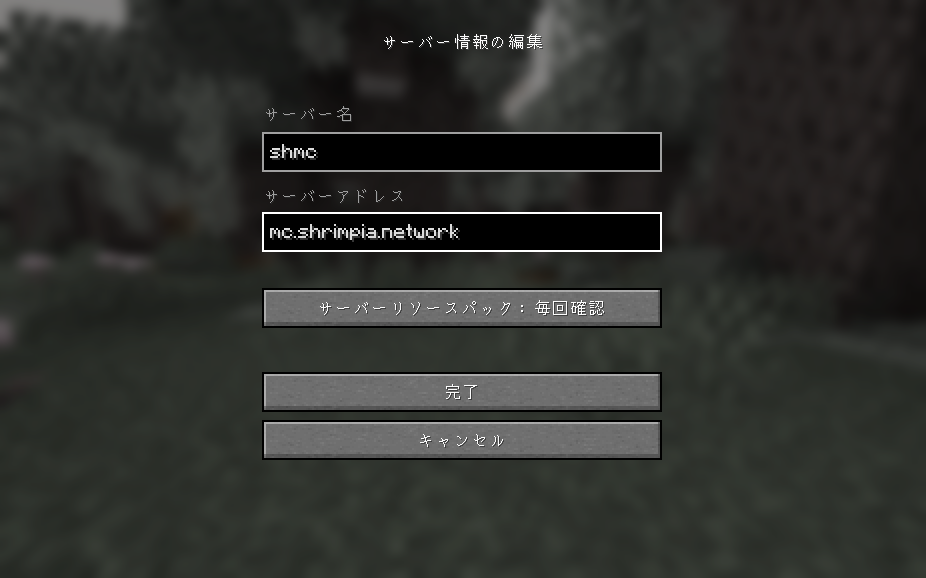 サーバー情報の編集
サーバー名
shmc
サーバーアドレス
mc.shrimpia.network
サーバーリソースパック：毎回確認
完了
キャンセル